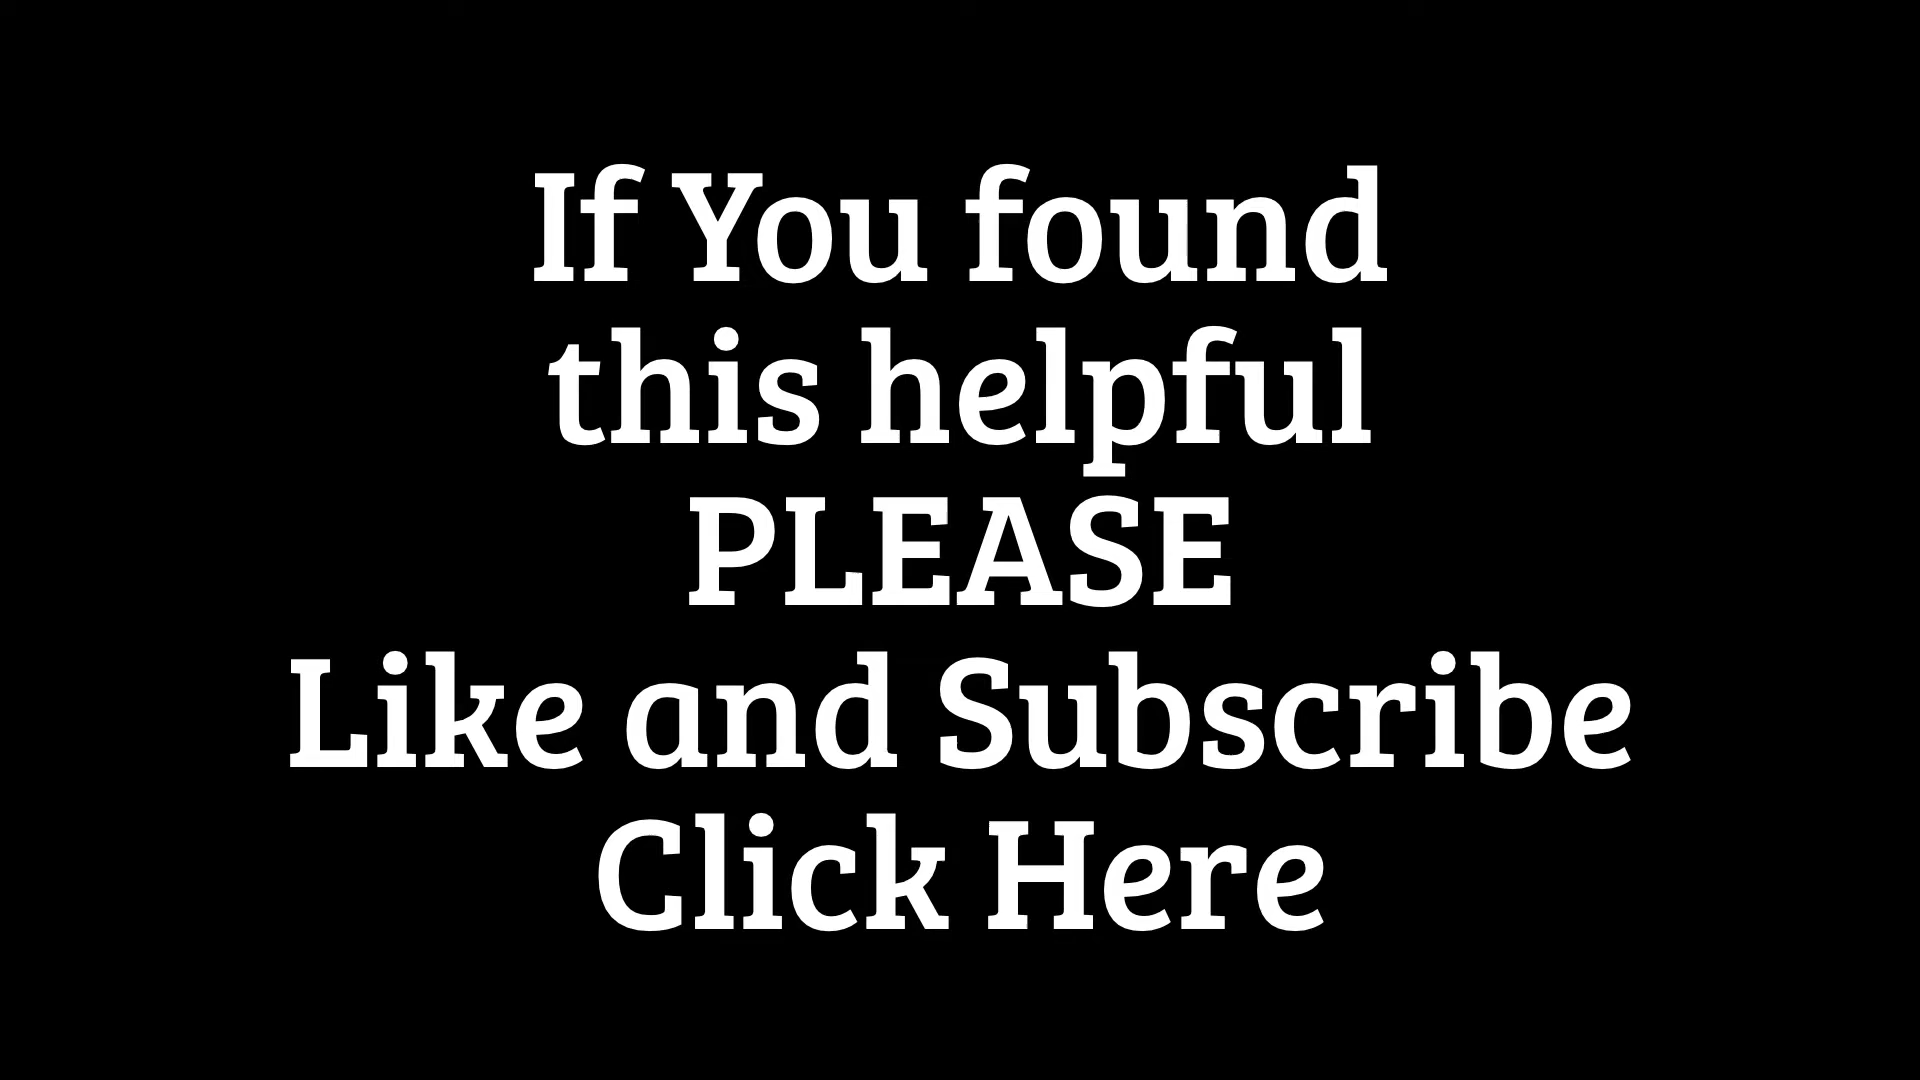 If You found
this helpful
PLEASE
Like and Subscribe
Click Here